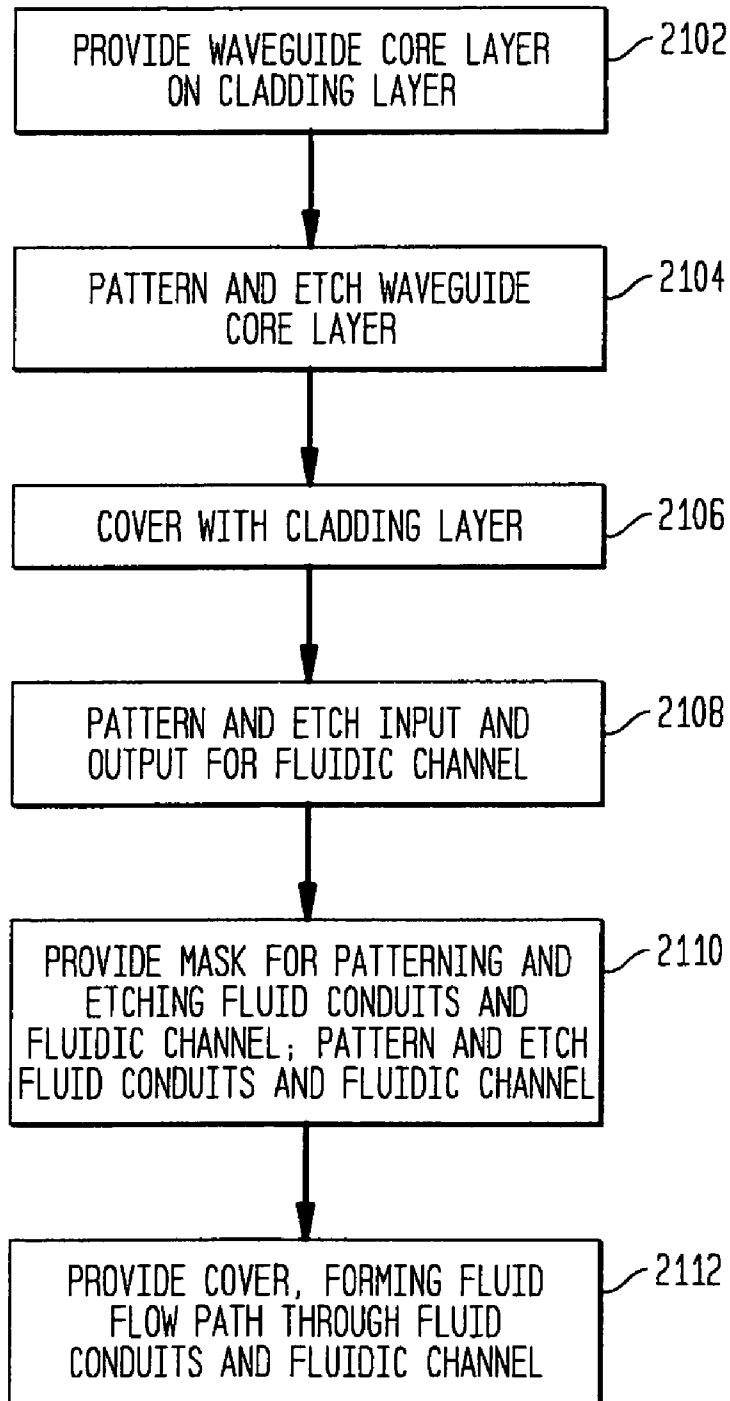 PROVIDE WAVEGUIDE CORE LAYER
ON CLADDING LAYER
2102
PATTERN AND ETCH WAVEGUIDE
CORE LAYER
2104
COVER WITH CLADDING LAYER
2106
PATTERN AND ETCH INPUT AND
OUTPUT FOR FLUIDIC CHANNEL
2108
PROVIDE MASK FOR PATTERNING AND
ETCHING FLUID CONDUITS AND
FLUIDIC CHANNEL; PATTERN AND ETCH
FLUID CONDUITS AND FLUIDIC CHANNEL
2110
PROVIDE COVER, FORMING FLUID
FLOW PATH THROUGH FLUID
CONDUITS AND FLUIDIC CHANNEL
2112